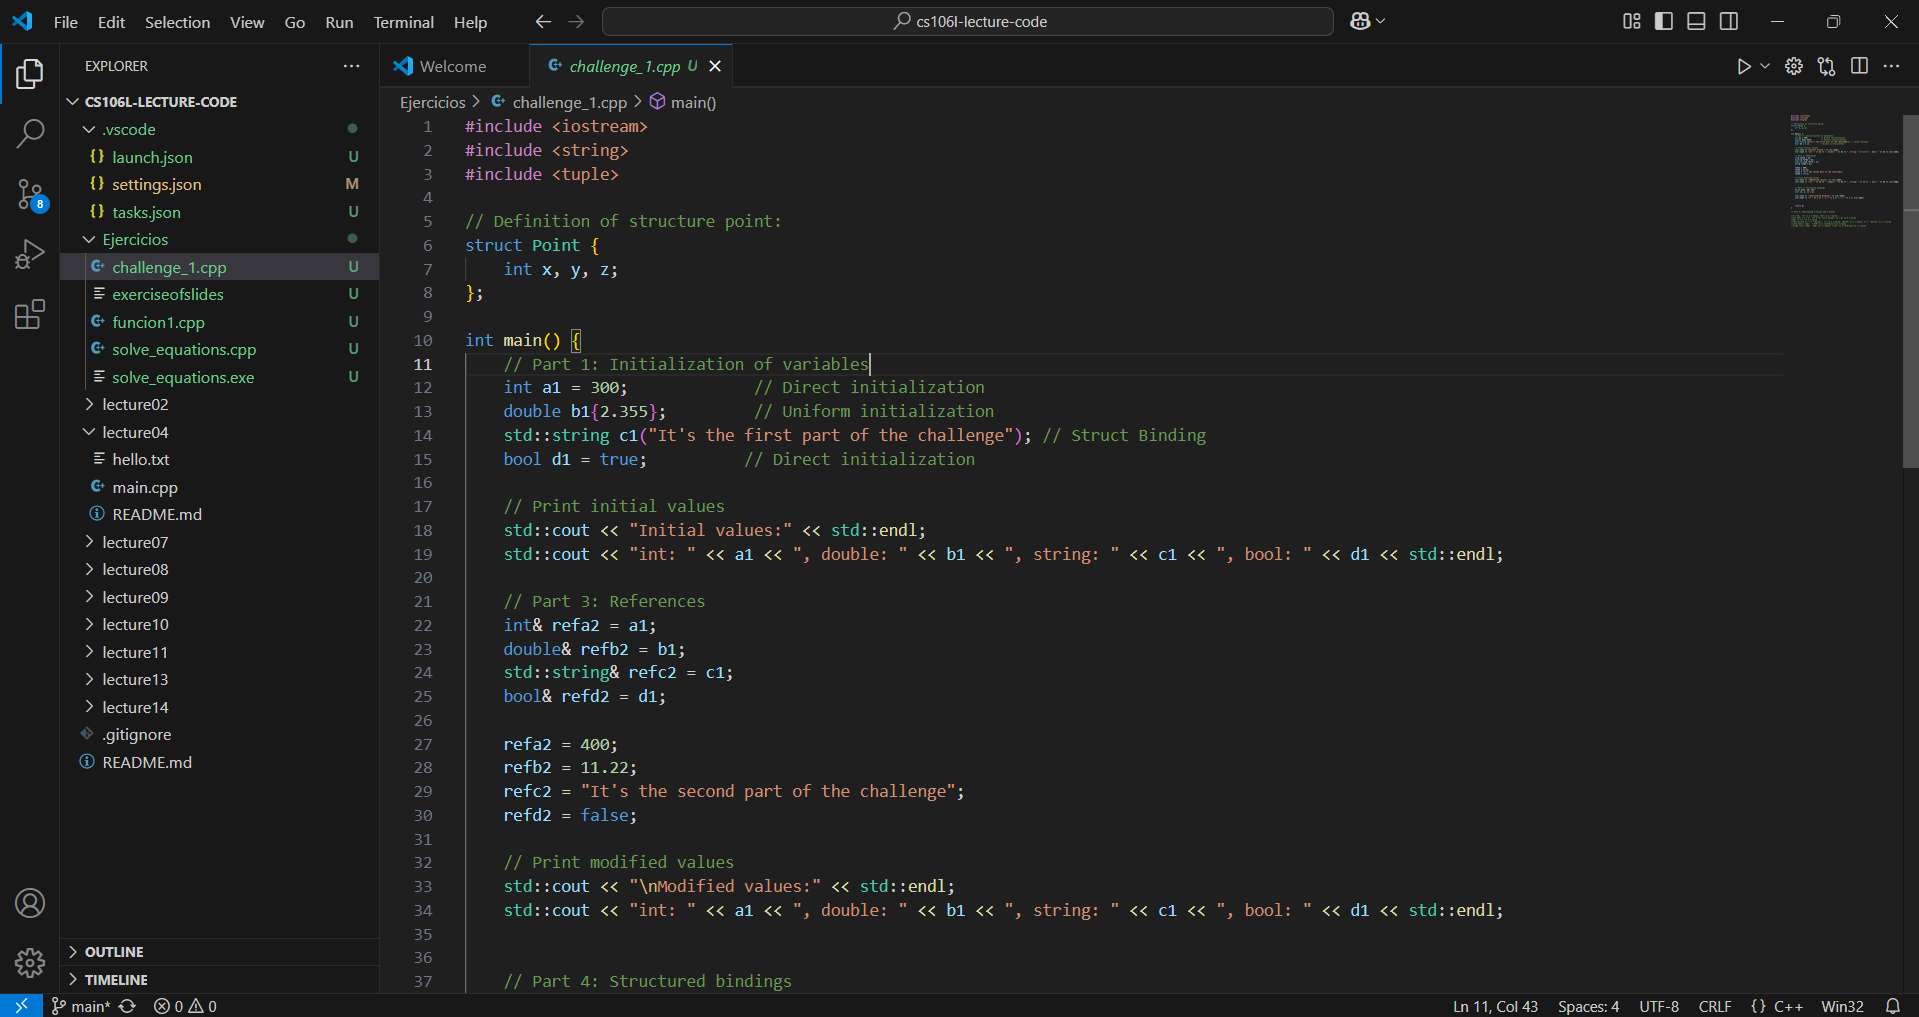 File Edit Selection View Go Run Terminal Help
cs106l-lecture-code
EXPLORER
Welcome
challenge_1.cpp U
CS106L-LECTURE-CODE
.vscode
launch.json U
settings.json M
tasks.json U
Ejercicios
challenge_1.cpp U
exerciseofslides U
funcion1.cpp U
solve_equations.cpp U
solve_equations.exe U
lecture02
lecture04
hello.txt
main.cpp
README.md
lecture07
lecture08
lecture09
lecture10
lecture11
lecture13
lecture14
.gitignore
README.md
OUTLINE
TIMELINE
8
Ejercicios > challenge_1.cpp > main()
1 #include <iostream>
2 #include <string>
3 #include <tuple>
4
5 // Definition of structure point:
6 struct Point {
7 int x, y, z;
8 };
9
10 int main() {
11 // Part 1: Initialization of variables
12 int a1 = 300; // Direct initialization
13 double b1{2.355}; // Uniform initialization
14 std::string c1("It's the first part of the challenge"); // Struct Binding
15 bool d1 = true; // Direct initialization
16
17 // Print initial values
18 std::cout << "Initial values:" << std::endl;
19 std::cout << "int: " << a1 << ", double: " << b1 << ", string: " << c1 << ", bool: " << d1 << std::endl;
20
21 // Part 3: References
22 int& refa2 = a1;
23 double& refb2 = b1;
24 std::string& refc2 = c1;
25 bool& refd2 = d1;
26
27 refa2 = 400;
28 refb2 = 11.22;
29 refc2 = "It's the second part of the challenge";
30 refd2 = false;
31
32 // Print modified values
33 std::cout << "\nModified values:" << std::endl;
34 std::cout << "int: " << a1 << ", double: " << b1 << ", string: " << c1 << ", bool: " << d1 << std::endl;
35
36
37 // Part 4: Structured bindings
main* 0 0
Ln 11, Col 43 Spaces: 4 UTF-8 CRLF {} C++ Win32